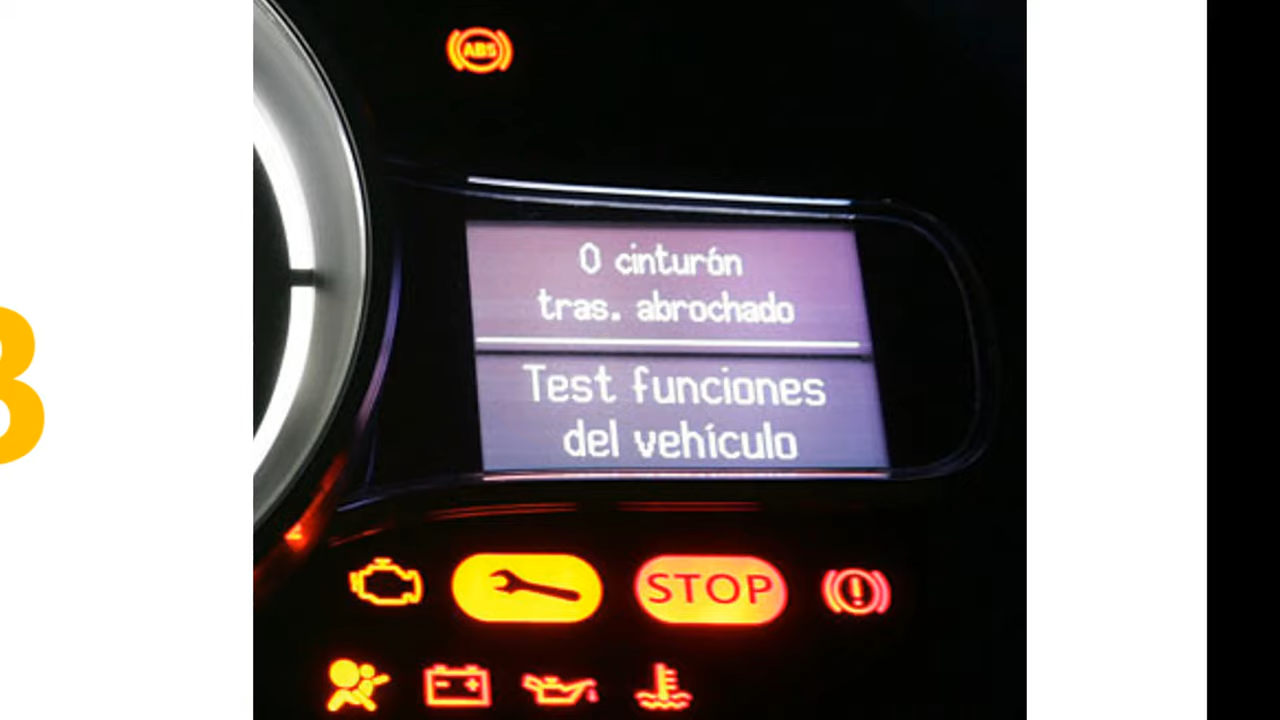 ABS
0 cinturón
tras. abrochado
Test funciones
del vehículo
STOP